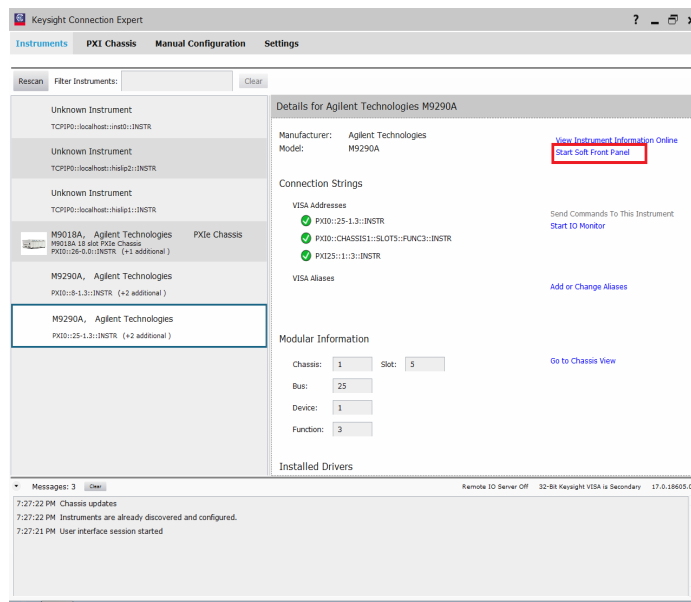 Keysight Connection Expert
?
Instruments PXI Chassis Manual Configuration Settings
Rescan Filter Instruments: Clear
Unknown Instrument
TCPIP0::localhost::inst0::INSTR
Unknown Instrument
TCPIP0::localhost::hislip2::INSTR
Unknown Instrument
TCPIP0::localhost::hislip1::INSTR
M9018A, Agilent Technologies PXIe Chassis
M9018A 18 slot PXIe Chassis
PXI0::26-0.0::INSTR (+1 additional )
M9290A, Agilent Technologies
PXI0::8-1.3::INSTR (+2 additional )
M9290A, Agilent Technologies
PXI0::25-1.3::INSTR (+2 additional )
Details for Agilent Technologies M9290A
Manufacturer: Agilent Technologies
Model: M9290A
View Instrument Information Online
Start Soft Front Panel
Connection Strings
VISA Addresses
PXI0::25-1.3::INSTR
PXI0::CHASSIS1::SLOT5::FUNC3::INSTR
PXI25::1::3::INSTR
Send Commands To This Instrument
Start IO Monitor
VISA Aliases
Add or Change Aliases
Modular Information
Chassis: 1 Slot: 5
Go to Chassis View
Bus: 25
Device: 1
Function: 3
Installed Drivers
Messages: 3 Clear
Remote IO Server Off 32-Bit Keysight VISA is Secondary 17.0.18605.0
7:27:22 PM Chassis updates
7:27:22 PM Instruments are already discovered and configured.
7:27:21 PM User interface session started